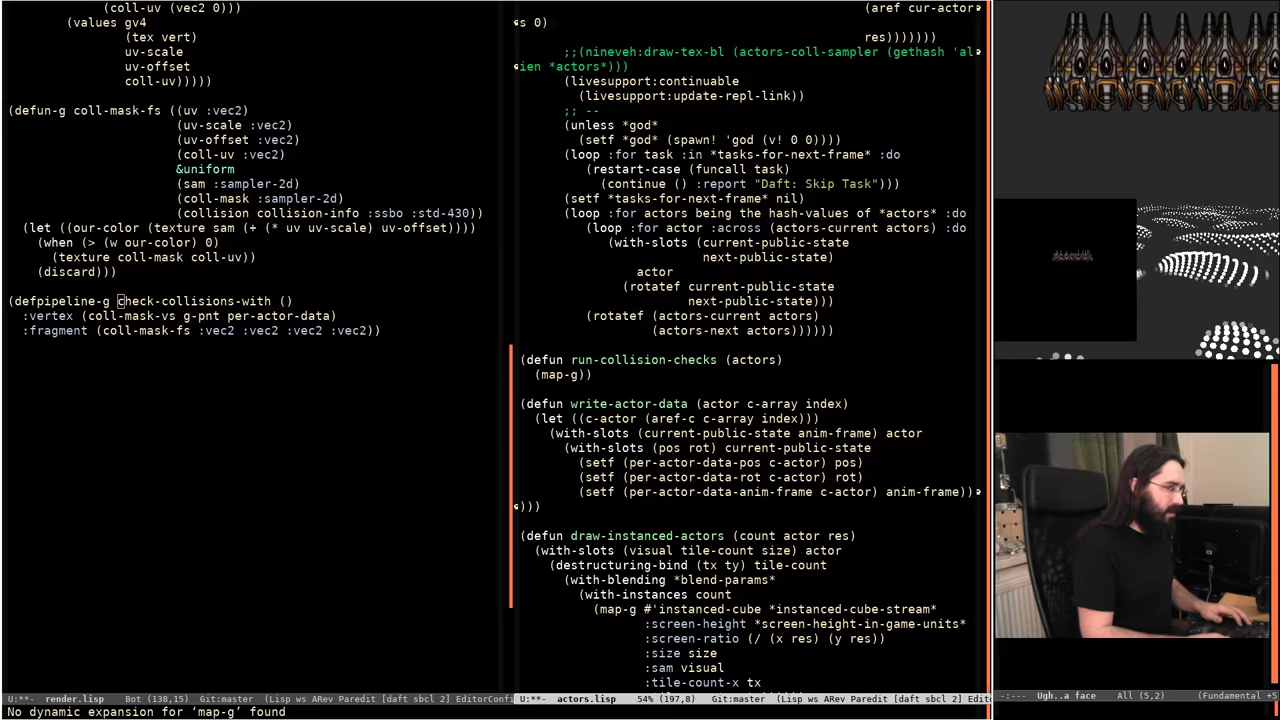 (coll-uv (vec2 0)))
(values gv4
(tex vert)
uv-scale
uv-offset
coll-uv)))))
(defun-g coll-mask-fs ((uv :vec2)
(uv-scale :vec2)
(uv-offset :vec2)
(coll-uv :vec2)
&uniform
(sam :sampler-2d)
(coll-mask :sampler-2d)
(collision collision-info :ssbo :std-430))
(let ((our-color (texture sam (+ (* uv uv-scale) uv-offset))))
(when (> (w our-color) 0)
(texture coll-mask coll-uv))
(discard)))
(defpipeline-g check-collisions-with ()
:vertex (coll-mask-vs g-pnt per-actor-data)
:fragment (coll-mask-fs :vec2 :vec2 :vec2 :vec2))
U:**- render.lisp Bot (138,15) Git:master (Lisp ws ARev Paredit [daft sbcl 2] EditorConfi
No dynamic expansion for ‘map-g’ found
(aref cur-actor
s 0)
res)))))))
;;(nineveh:draw-tex-bl (actors-coll-sampler (gethash 'al
ien *actors*)))
(livesupport:continuable
(livesupport:update-repl-link))
;; --
(unless *god*
(setf *god* (spawn! 'god (v! 0 0))))
(loop :for task :in *tasks-for-next-frame* :do
(restart-case (funcall task)
(continue () :report "Daft: Skip Task")))
(setf *tasks-for-next-frame* nil)
(loop :for actors being the hash-values of *actors* :do
(loop :for actor :across (actors-current actors) :do
(with-slots (current-public-state
next-public-state)
actor
(rotatef current-public-state
next-public-state)))
(rotatef (actors-current actors)
(actors-next actors))))))
(defun run-collision-checks (actors)
(map-g))
(defun write-actor-data (actor c-array index)
(let ((c-actor (aref-c c-array index)))
(with-slots (current-public-state anim-frame) actor
(with-slots (pos rot) current-public-state
(setf (per-actor-data-pos c-actor) pos)
(setf (per-actor-data-rot c-actor) rot)
(setf (per-actor-data-anim-frame c-actor) anim-frame))
)))
(defun draw-instanced-actors (count actor res)
(with-slots (visual tile-count size) actor
(destructuring-bind (tx ty) tile-count
(with-blending *blend-params*
(with-instances count
(map-g #'instanced-cube *instanced-cube-stream*
:screen-height *screen-height-in-game-units*
:screen-ratio (/ (x res) (y res))
:size size
:sam visual
:tile-count-x tx
U:**- actors.lisp 54% (197,8) Git:master (Lisp ws ARev Paredit [daft sbcl 2] Edit
-:--- Ugh..a face All (5,2) (Fundamental +5